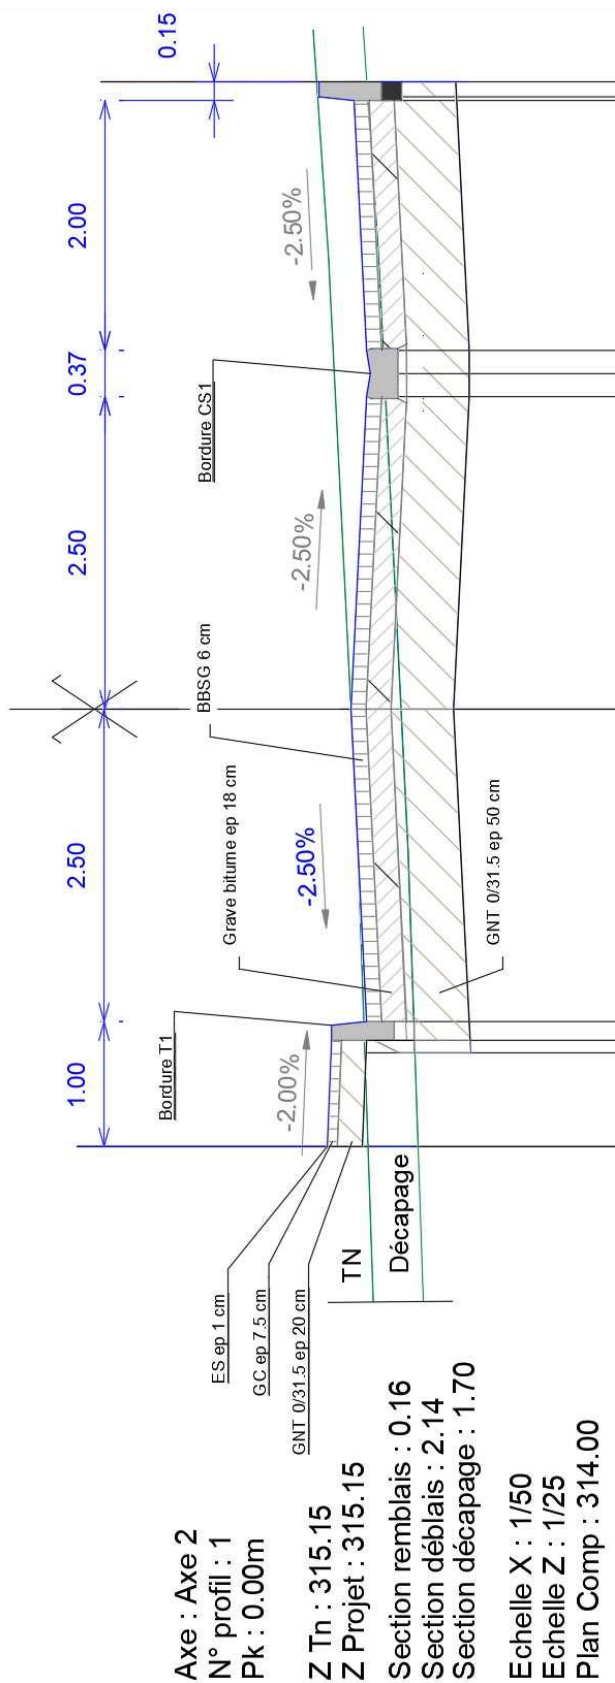 1.00
2.50
2.50
0.37
2.00
0.15
Bordure T1
Bordure CS1
-2.00%
-2.50%
-2.50%
-2.50%
Grave bitume ep 18 cm
BBSG 6 cm
GNT 0/31.5 ep 50 cm
ES ep 1 cm
GC ep 7.5 cm
GNT 0/31.5 ep 20 cm
TN
Décapage
Axe : Axe 2
N° profil : 1
Pk : 0.00m
Z Tn : 315.15
Z Projet : 315.15
Section remblais : 0.16
Section déblais : 2.14
Section décapage : 1.70
Echelle X : 1/50
Echelle Z : 1/25
Plan Comp : 314.00